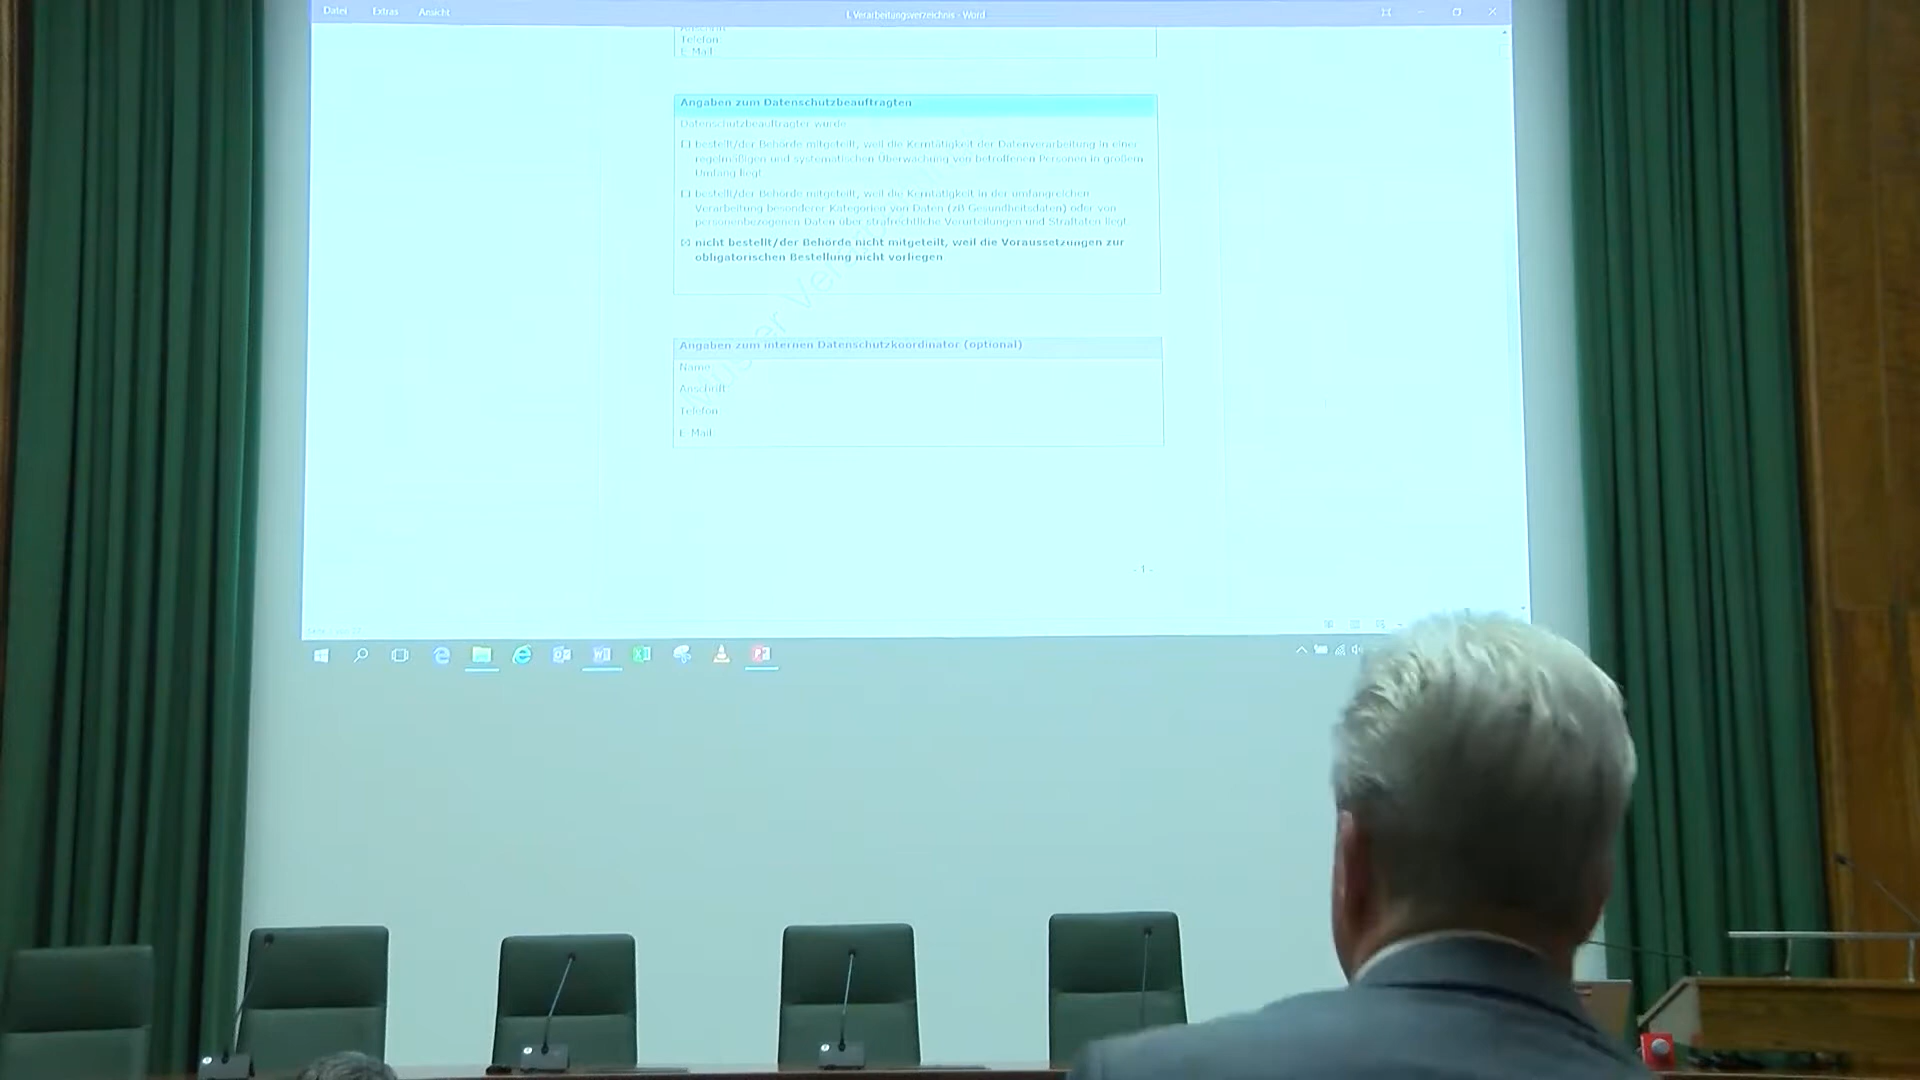 Datei Extras Ansicht
I. Verarbeitungsverzeichnis - Word
Anschrift
Telefon
E-Mail
Angaben zum Datenschutzbeauftragten
Datenschutzbeauftragter wurde
bestellt/der Behörde mitgeteilt, weil die Kerntätigkeit der Datenverarbeitung in einer
regelmäßigen und systematischen Überwachung von betroffenen Personen in großem
Umfang liegt
bestellt/der Behörde mitgeteilt, weil die Kerntätigkeit in der umfangreichen
Verarbeitung besonderer Kategorien von Daten (zB Gesundheitsdaten) oder von
personenbezogenen Daten über strafrechtliche Verurteilungen und Straftaten liegt
nicht bestellt/der Behörde nicht mitgeteilt, weil die Voraussetzungen zur
obligatorischen Bestellung nicht vorliegen
Angaben zum internen Datenschutzkoordinator (optional)
Name
Anschrift
Telefon
E-Mail
- 1 -